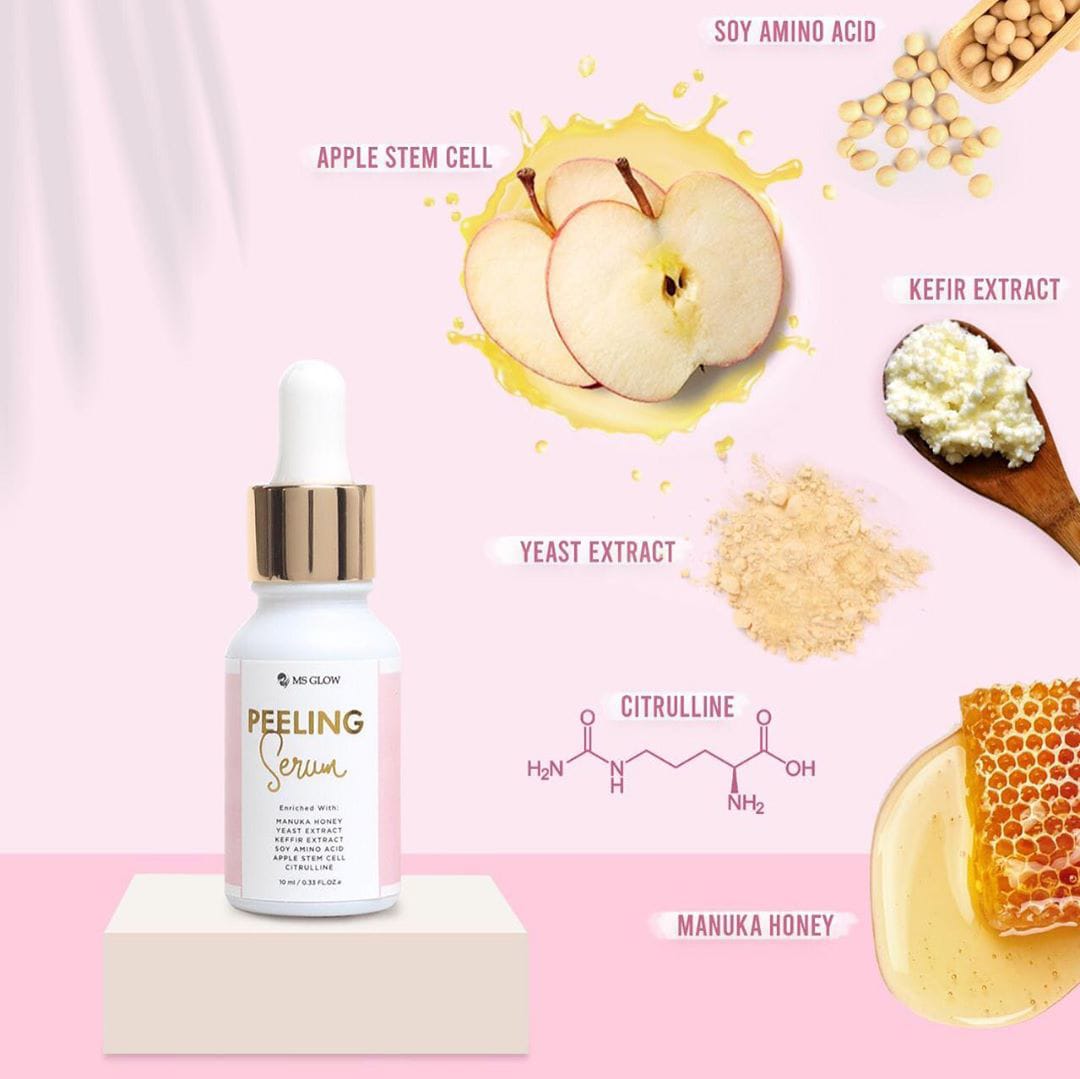 SOY AMINO ACID
APPLE STEM CELL
KEFIR EXTRACT
YEAST EXTRACT
CITRULLINE
O
O
H₂N
N
H
OH
NH₂
MANUKA HONEY
MS GLOW
PEELING
Serum
Enriched With:
MANUKA HONEY
YEAST EXTRACT
KEFFIR EXTRACT
SOY AMINO ACID
APPLE STEM CELL
CITRULLINE
10 ml / 0.33 FL.OZ.e